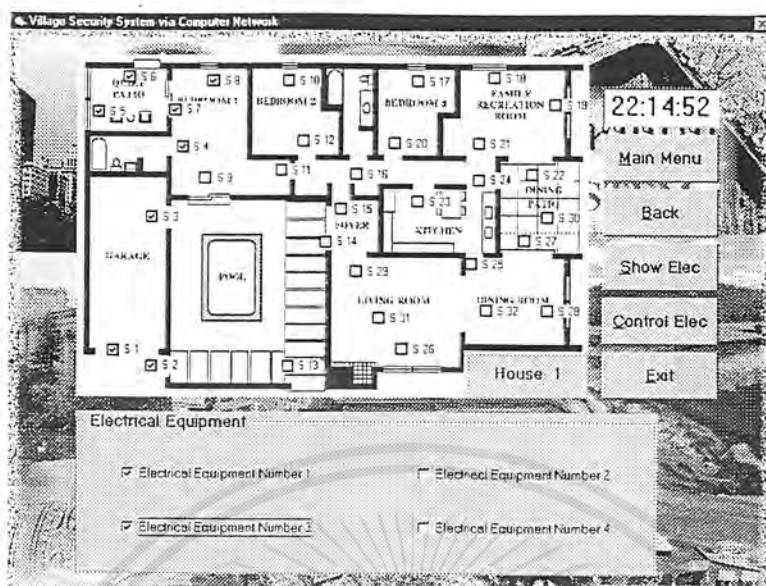 Village Security System via Computer Network
S 6
S 8
S 10
S 17
S 18
QUIET
PATIO
FAMILY
RECREATION
ROOM
S 5
S 7
BEDROOM 1
BEDROOM 2
BEDROOM 3
S 19
22:14:52
S 4
S 12
S 20
S 21
Main Menu
S 9
S 11
S 16
S 24
S 22
DINING
PATIO
S 3
S 15
S 23
S 30
Back
FOYER
S 14
KITCHEN
S 27
GARAGE
POOL
S 29
S 25
Show Elec
LIVING ROOM
DINING ROOM
S 31
S 32
S 28
Control Elec
S 1
S 2
S 13
S 26
House 1
Exit
Electrical Equipment
Electrical Equipment Number 1
Electrical Equipment Number 2
Electrical Equipment Number 3
Electrical Equipment Number 4